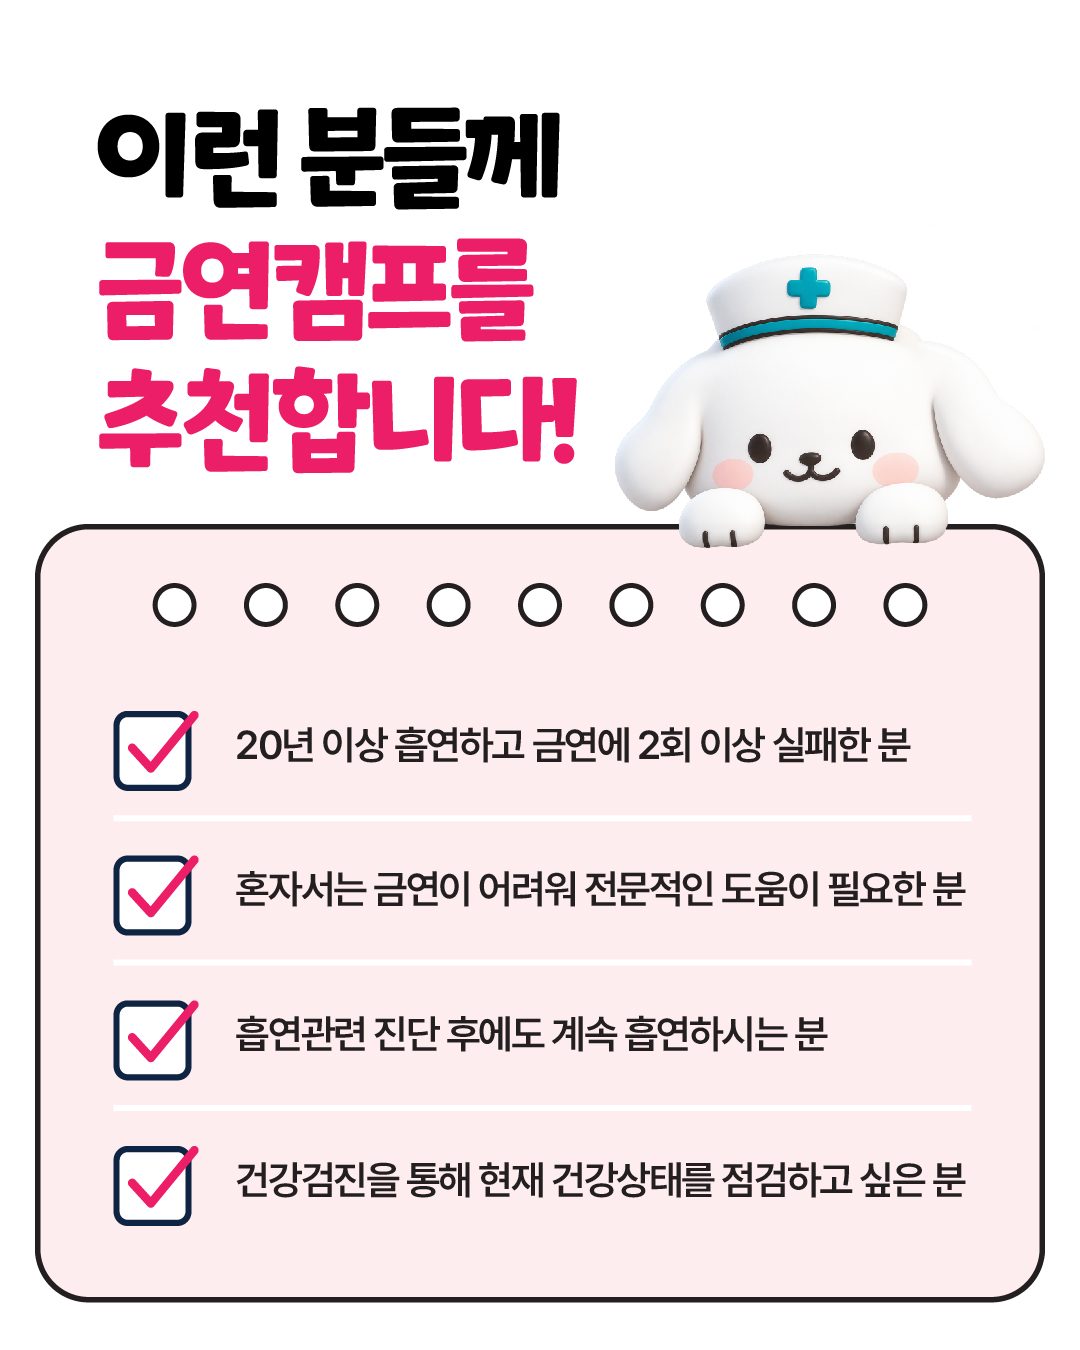 이런 분들께
금연캠프를
추천합니다!
20년 이상 흡연하고 금연에 2회 이상 실패한 분
혼자서는 금연이 어려워 전문적인 도움이 필요한 분
흡연관련 진단 후에도 계속 흡연하시는 분
건강검진을 통해 현재 건강상태를 점검하고 싶은 분